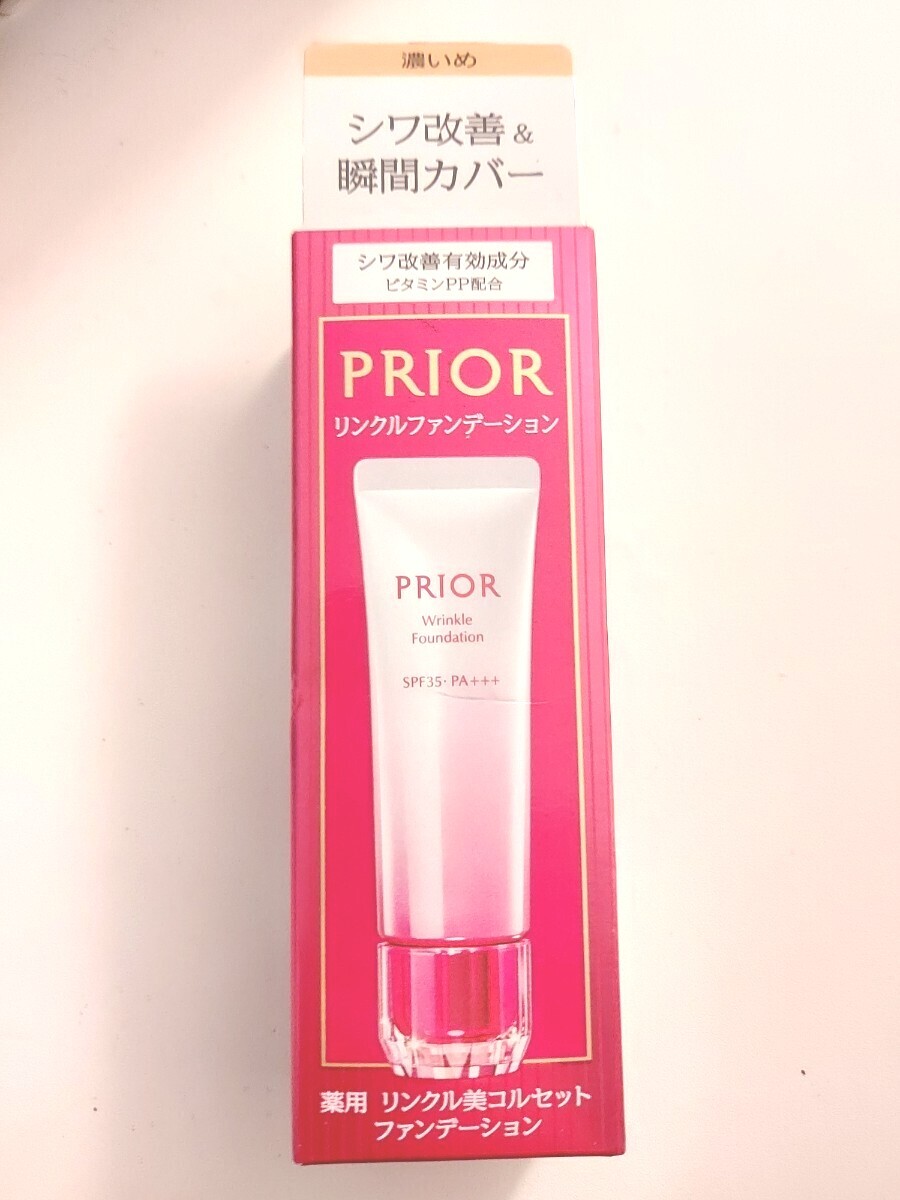 濃いめ
シワ改善&
瞬間カバー
シワ改善有効成分
ビタミンPP配合
PRIOR
リンクルファンデーション
PRIOR
Wrinkle
Foundation
SPF35・PA+++
薬用 リンクル美コルセット
ファンデーション